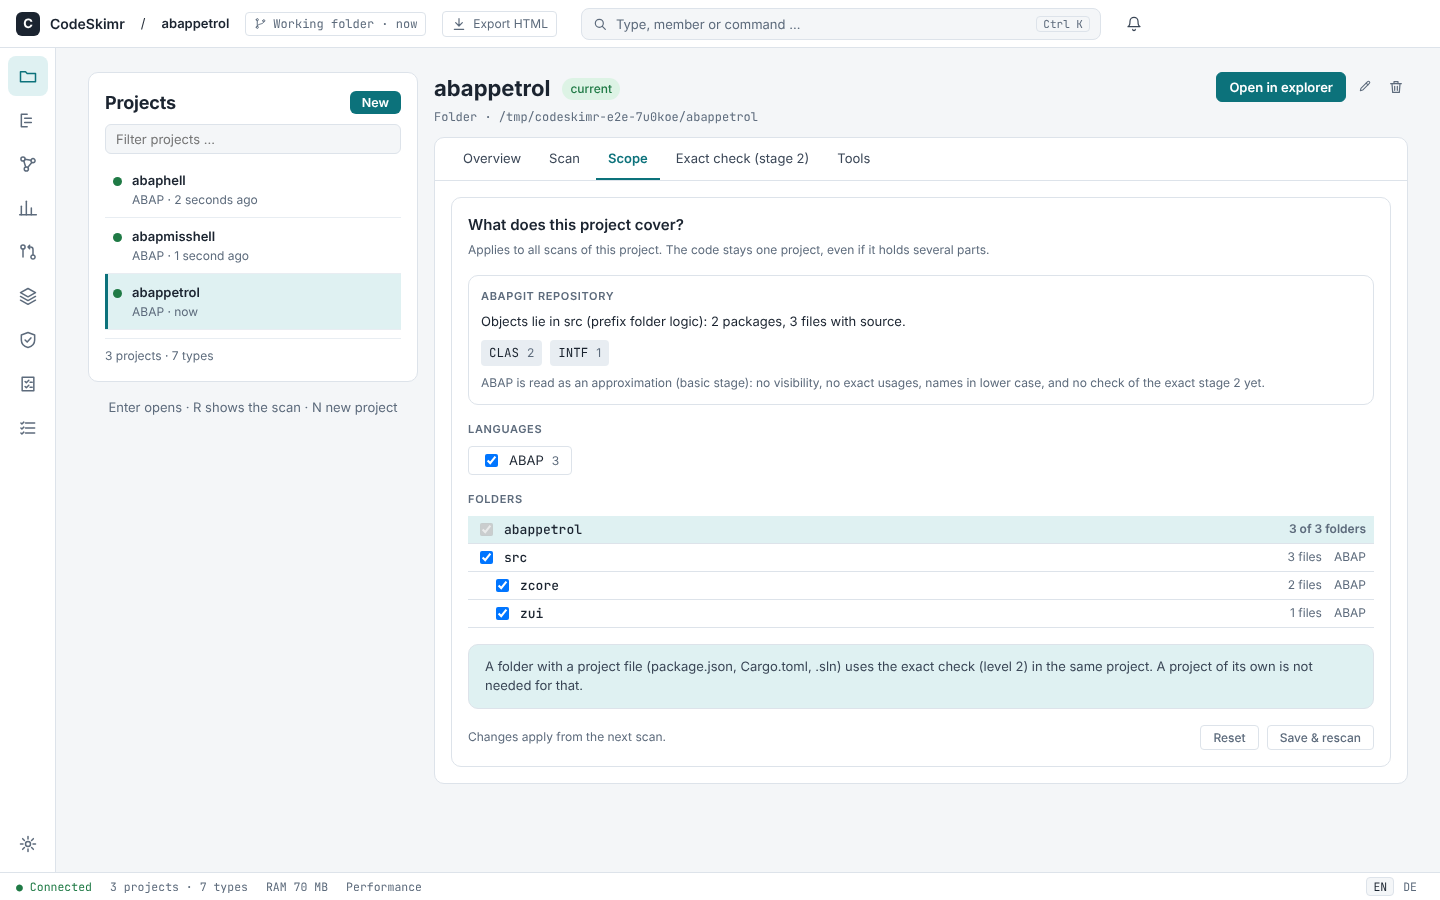 C CodeSkimr / abappetrol Working folder · now Export HTML Type, member or command ... Ctrl K
Projects New
Filter projects ...
abaphell
ABAP · 2 seconds ago
abapmisshell
ABAP · 1 second ago
abappetrol
ABAP · now
3 projects · 7 types
Enter opens · R shows the scan · N new project
abappetrol current Open in explorer
Folder · /tmp/codeskimr-e2e-7u0koe/abappetrol
Overview Scan Scope Exact check (stage 2) Tools
What does this project cover?
Applies to all scans of this project. The code stays one project, even if it holds several parts.
ABAPGIT REPOSITORY
Objects lie in src (prefix folder logic): 2 packages, 3 files with source.
CLAS 2 INTF 1
ABAP is read as an approximation (basic stage): no visibility, no exact usages, names in lower case, and no check of the exact stage 2 yet.
LANGUAGES
ABAP 3
FOLDERS
abappetrol 3 of 3 folders
src 3 files ABAP
zcore 2 files ABAP
zui 1 files ABAP
A folder with a project file (package.json, Cargo.toml, .sln) uses the exact check (level 2) in the same project. A project of its own is not
needed for that.
Changes apply from the next scan. Reset Save & rescan
Connected 3 projects · 7 types RAM 70 MB Performance EN DE